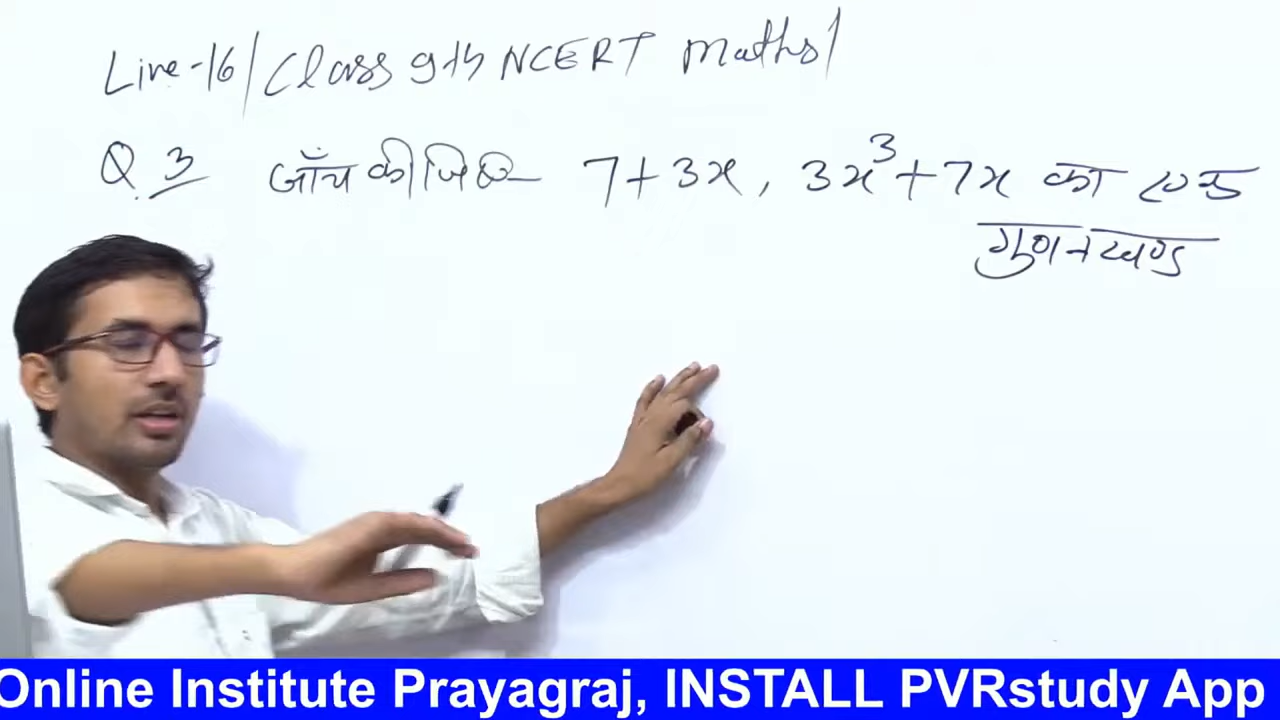 Live-16/Class 9th NCERT Maths/
Q.3 जाँच कीजिए 7+3x, 3x³+7x का एक
गुणनखण्ड
Online Institute Prayagraj, INSTALL PVRstudy App